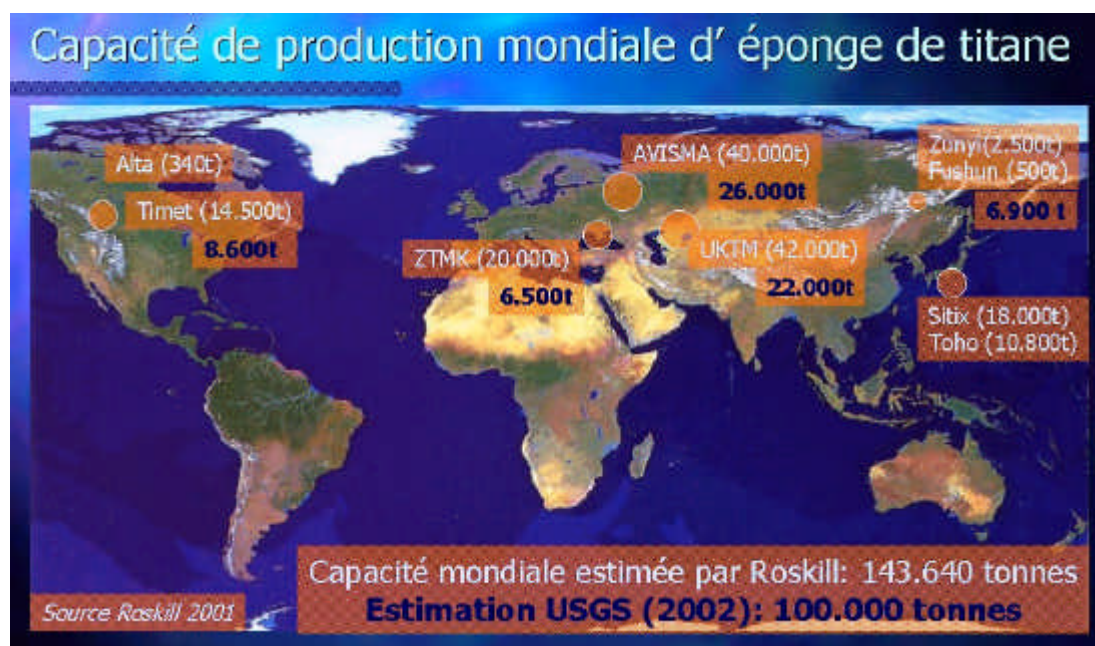 Capacité de production mondiale d’ éponge de titane
Alta (340t)
Timet (14.500t)
8.600t
AVISMA (40.000t)
26.000t
ZTMK (20.000t)
6.500t
UKTM (42.000t)
22.000t
Zunyi(2.500t)
Fushun (500t)
6.900 t
Sitix (18.000t)
Toho (10.800t)
Capacité mondiale estimée par Roskill: 143.640 tonnes
Estimation USGS (2002): 100.000 tonnes
Source Roskill 2001